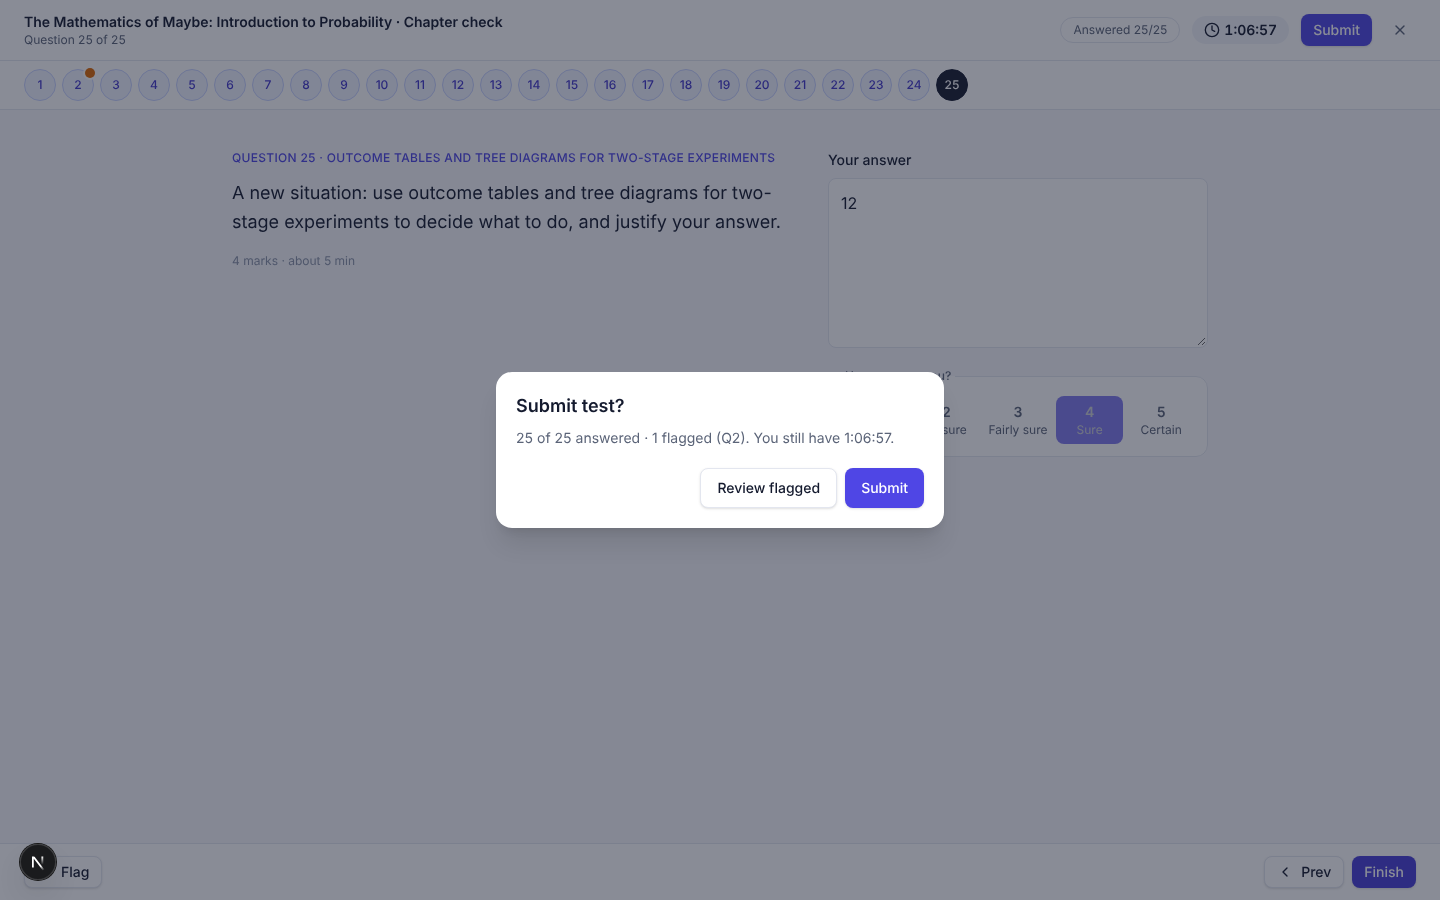 The Mathematics of Maybe: Introduction to Probability · Chapter check
Question 25 of 25
Answered 25/25
1:06:57
Submit
1 2 3 4 5 6 7 8 9 10 11 12 13 14 15 16 17 18 19 20 21 22 23 24 25
QUESTION 25 · OUTCOME TABLES AND TREE DIAGRAMS FOR TWO-STAGE EXPERIMENTS
A new situation: use outcome tables and tree diagrams for two-
stage experiments to decide what to do, and justify your answer.
4 marks · about 5 min
Your answer
12
2
sure
3
Fairly sure
4
Sure
5
Certain
Submit test?
25 of 25 answered · 1 flagged (Q2). You still have 1:06:57.
Review flagged
Submit
N
Flag
Prev
Finish